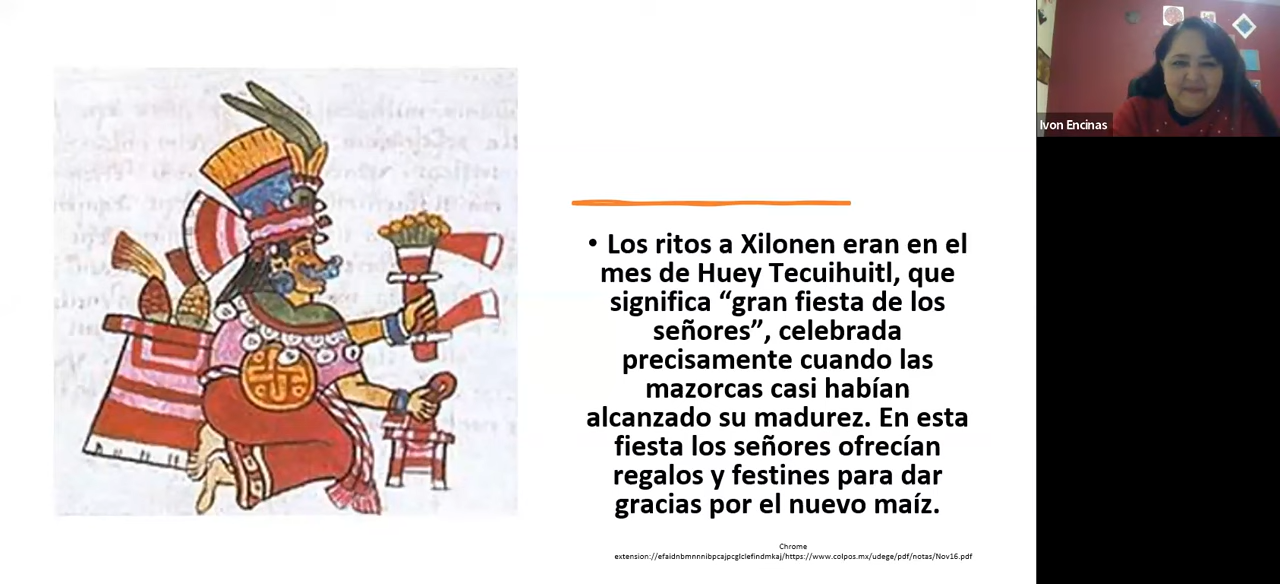 • Los ritos a Xilonen eran en el
mes de Huey Tecuihuitl, que
significa “gran fiesta de los
señores”, celebrada
precisamente cuando las
mazorcas casi habían
alcanzado su madurez. En esta
fiesta los señores ofrecían
regalos y festines para dar
gracias por el nuevo maíz.
Chrome
extension://efaidnbmnnnibpcajpcglclefindmkaj/https://www.colpos.mx/udege/pdf/notas/Nov16.pdf
Ivon Encinas